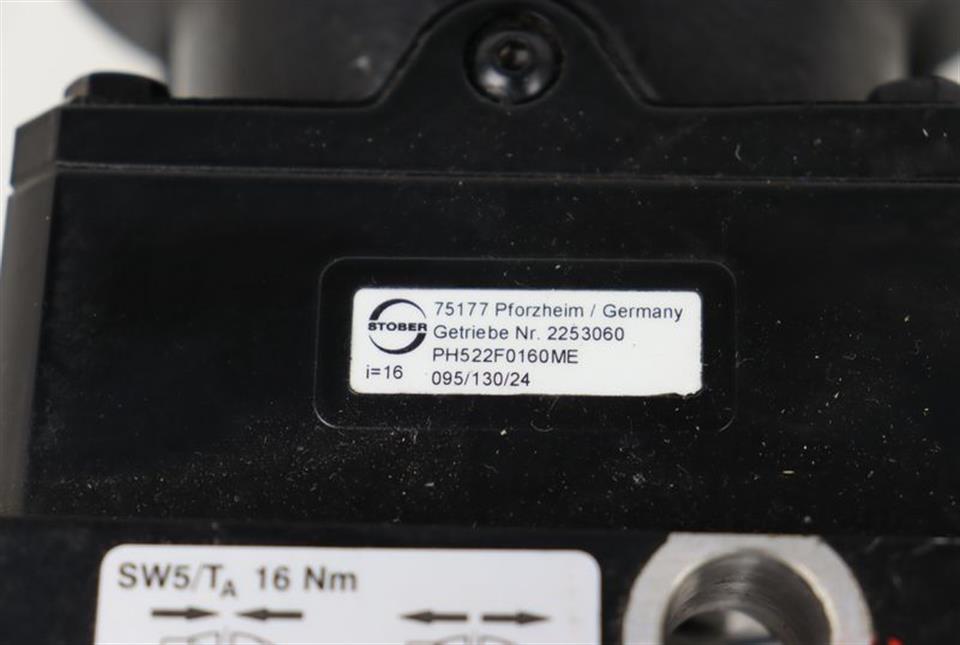 75177 Pforzheim / Germany
STOBER
Getriebe Nr. 2253060
PH522F0160ME
i=16
095/130/24
SW5/TA 16 Nm